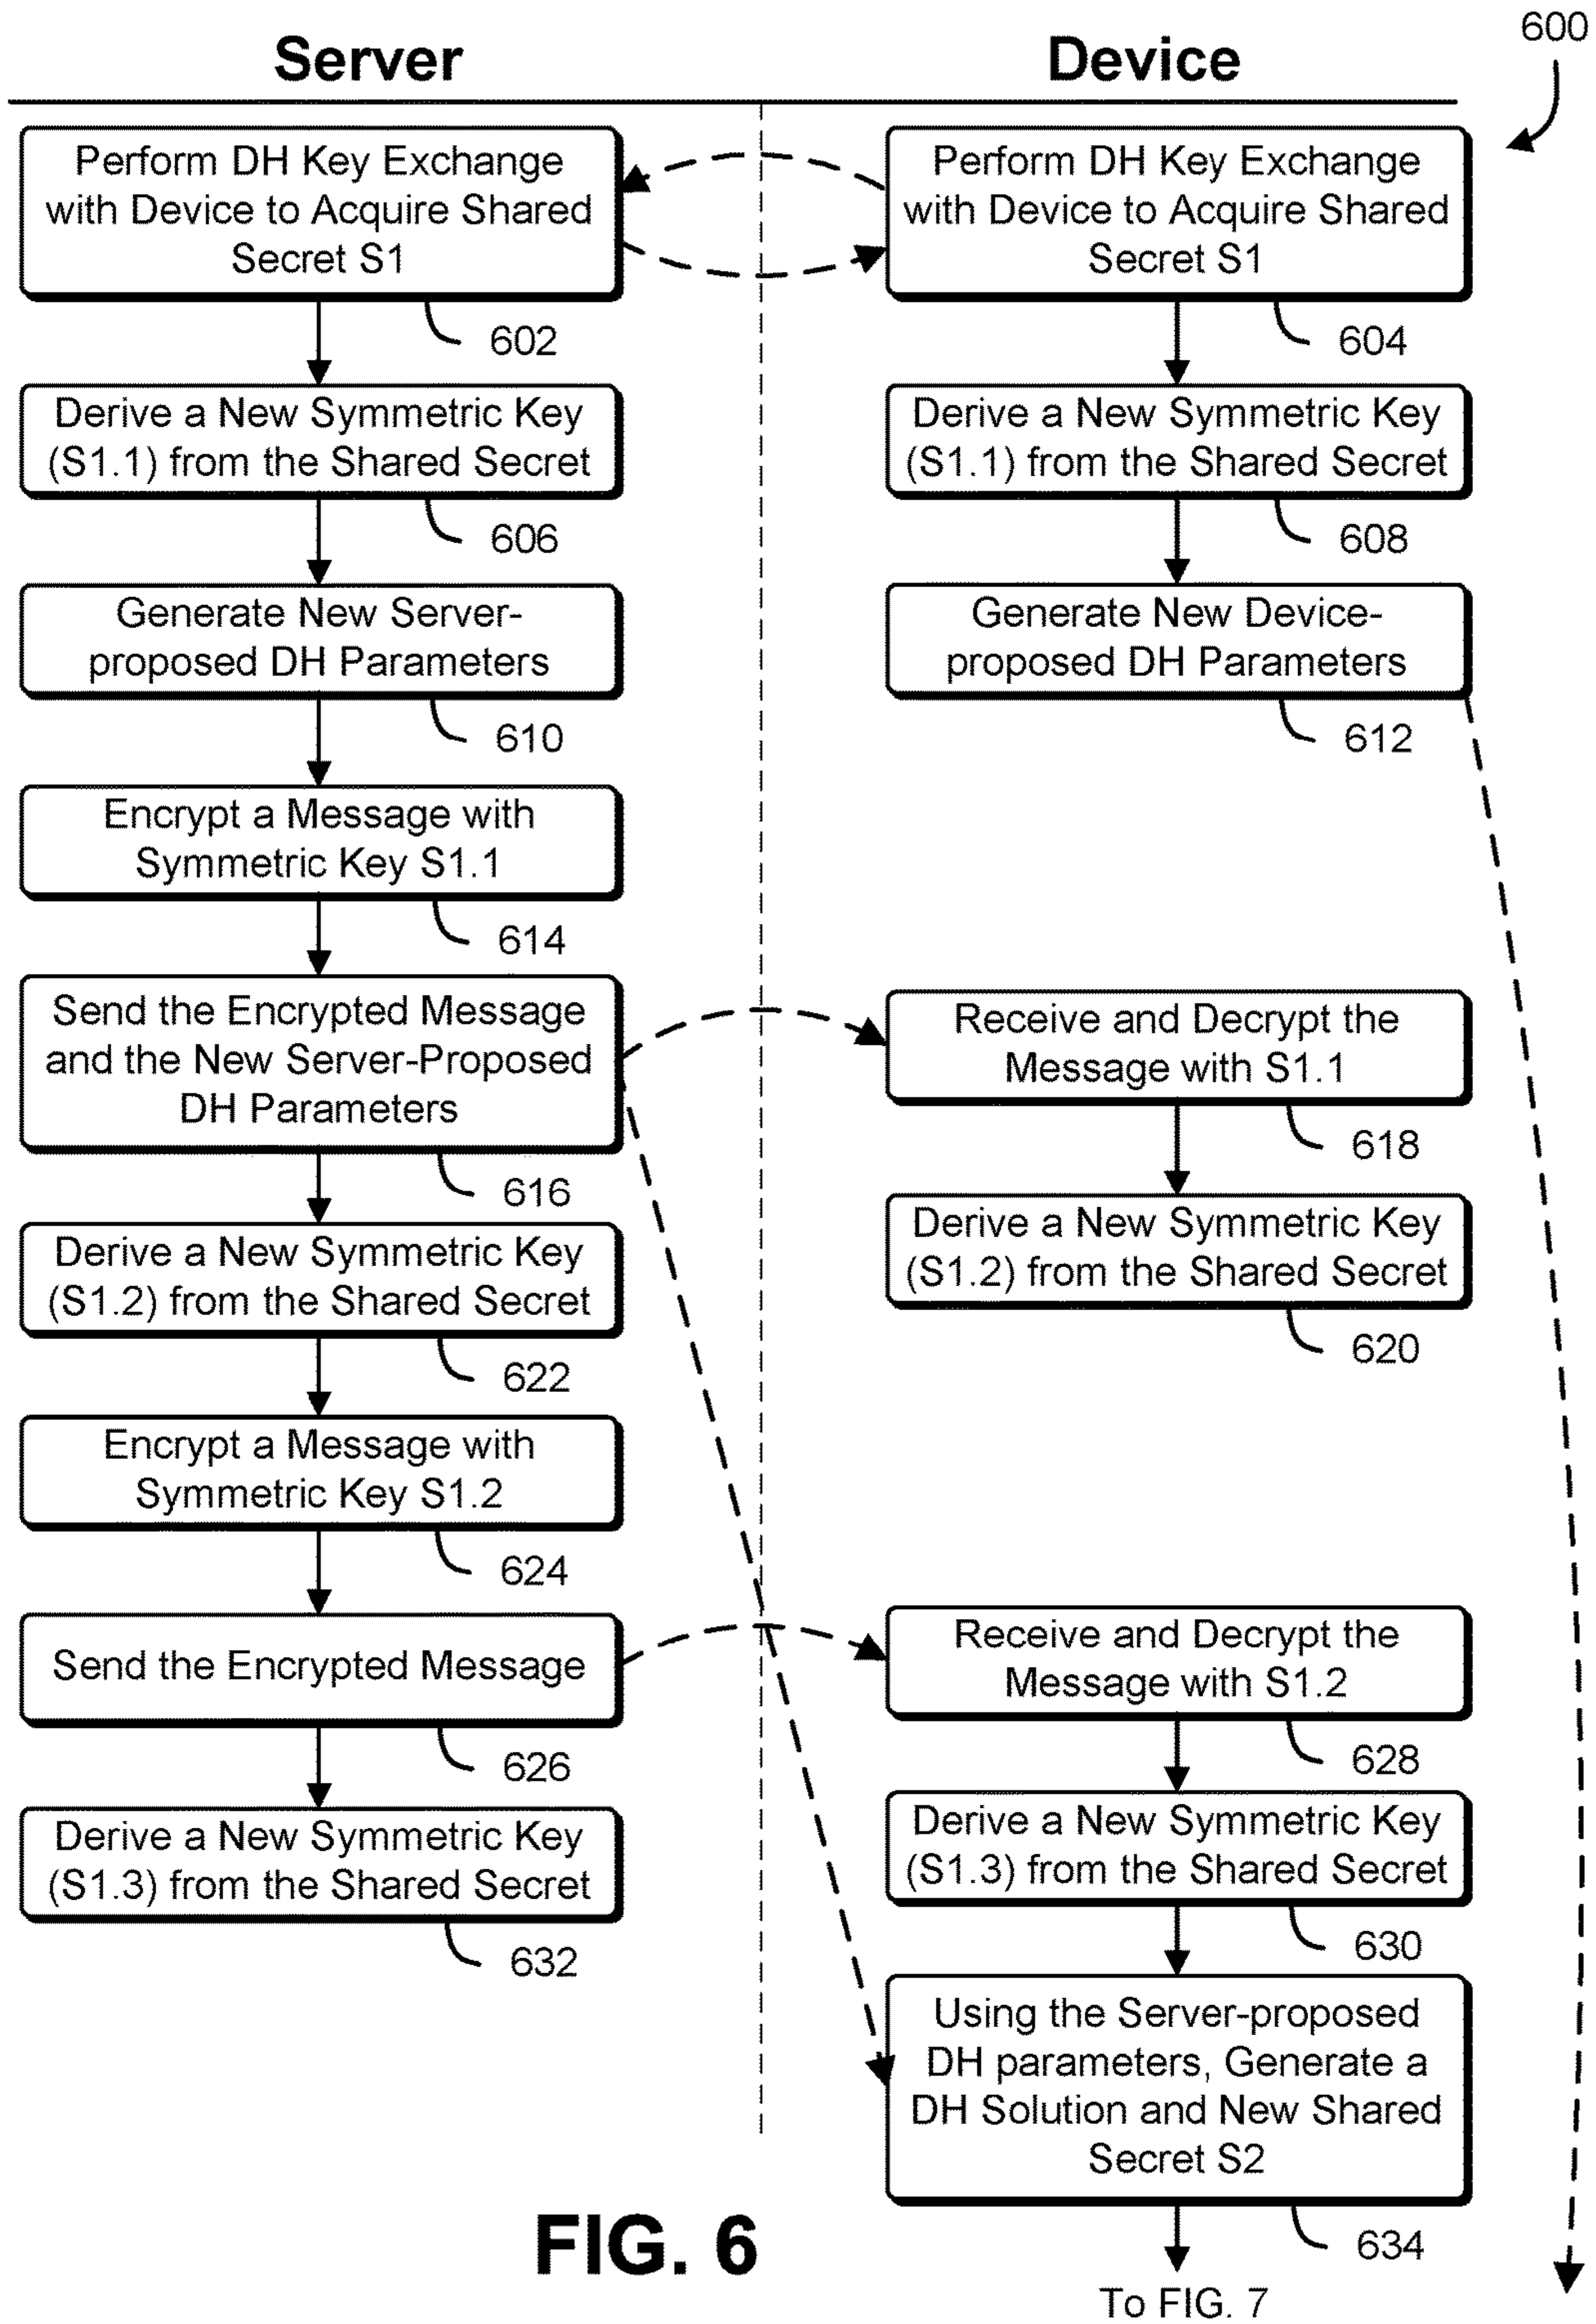 600
Server
Device
Perform DH Key Exchange
with Device to Acquire Shared
Secret S1
602
Perform DH Key Exchange
with Device to Acquire Shared
Secret S1
604
Derive a New Symmetric Key
(S1.1) from the Shared Secret
606
Derive a New Symmetric Key
(S1.1) from the Shared Secret
608
Generate New Server-
proposed DH Parameters
610
Generate New Device-
proposed DH Parameters
612
Encrypt a Message with
Symmetric Key S1.1
614
Send the Encrypted Message
and the New Server-Proposed
DH Parameters
616
Receive and Decrypt the
Message with S1.1
618
Derive a New Symmetric Key
(S1.2) from the Shared Secret
620
Derive a New Symmetric Key
(S1.2) from the Shared Secret
622
Encrypt a Message with
Symmetric Key S1.2
624
Send the Encrypted Message
626
Receive and Decrypt the
Message with S1.2
628
Derive a New Symmetric Key
(S1.3) from the Shared Secret
630
Derive a New Symmetric Key
(S1.3) from the Shared Secret
632
Using the Server-proposed
DH parameters, Generate a
DH Solution and New Shared
Secret S2
634
To FIG. 7
FIG. 6